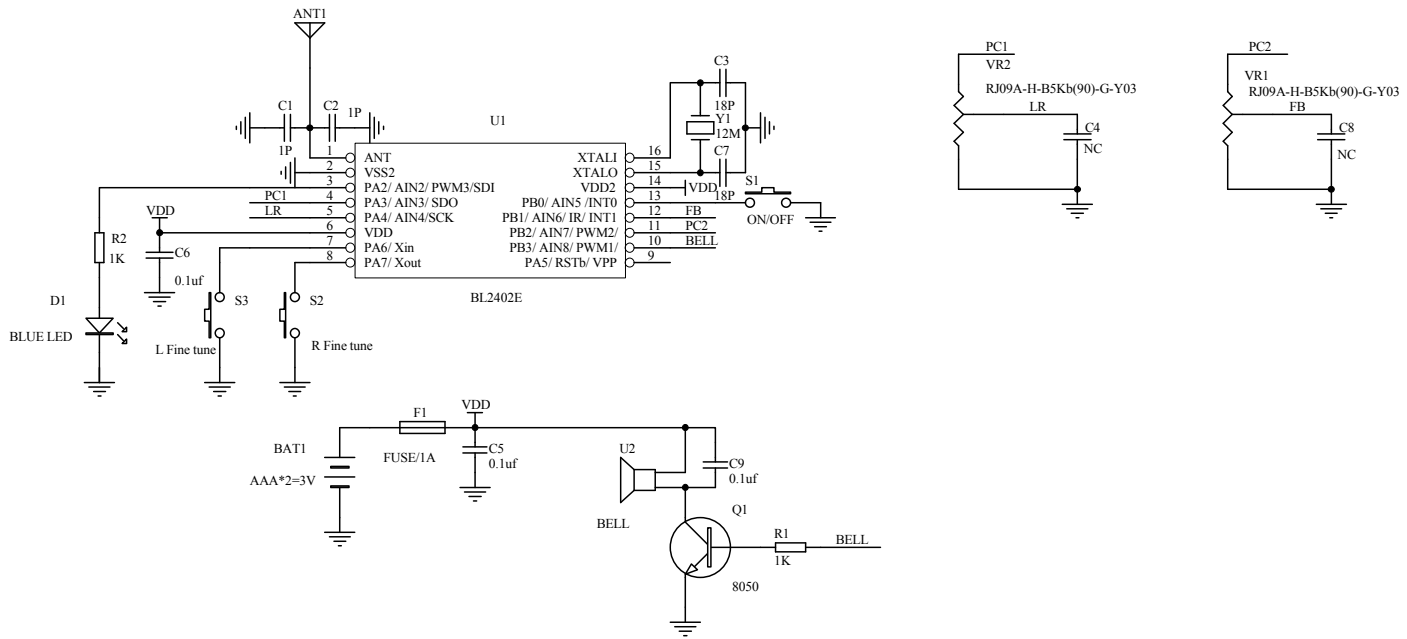 ANT1
C1
C2
1P
1P
U1
C3
18P
Y1
12M
C7
18P
1
2
3
4
5
6
7
8
ANT
VSS2
PA2/ AIN2/ PWM3/SDI
PA3/ AIN3/ SDO
PA4/ AIN4/SCK
VDD
PA6/ Xin
PA7/ Xout
XTALI
XTALO
VDD2
PB0/ AIN5 /INT0
PB1/ AIN6/ IR/ INT1
PB2/ AIN7/ PWM2/
PB3/ AIN8/ PWM1/
PA5/ RSTb/ VPP
16
15
14
13
12
11
10
9
BL2402E
PC1
LR
VDD
FB
PC2
BELL
S1
ON/OFF
VDD
C6
0.1uf
R2
1K
D1
BLUE LED
S3
L Fine tune
S2
R Fine tune
PC1
VR2
RJ09A-H-B5Kb(90)-G-Y03
LR
C4
NC
PC2
VR1
RJ09A-H-B5Kb(90)-G-Y03
FB
C8
NC
BAT1
AAA*2=3V
F1
FUSE/1A
VDD
C5
0.1uf
U2
BELL
C9
0.1uf
Q1
8050
R1
1K
BELL